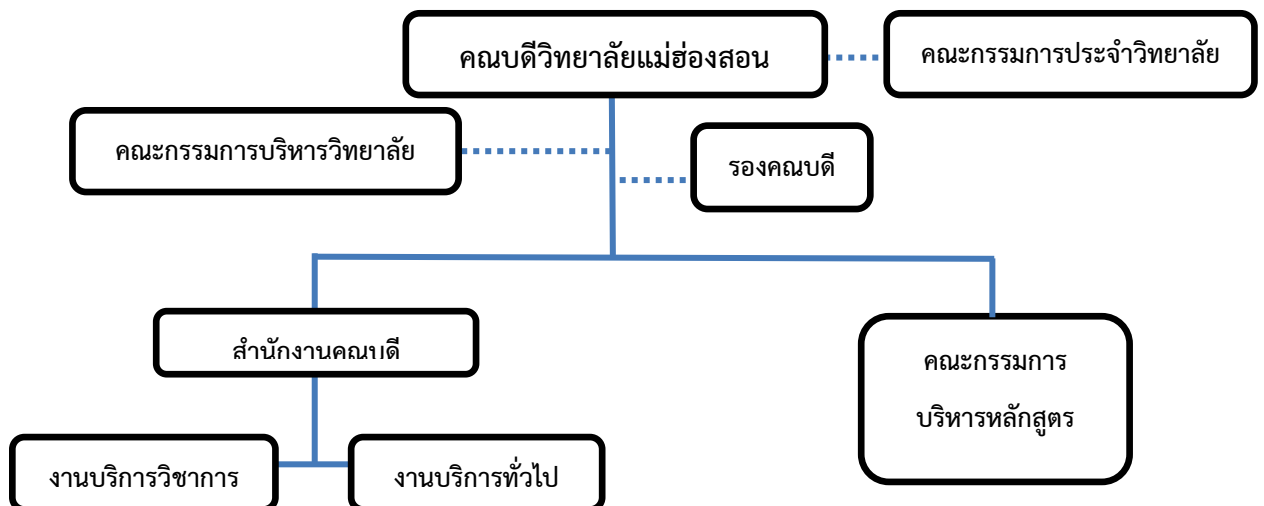 คณบดีวิทยาลัยแม่ฮ่องสอน
คณะกรรมการประจำวิทยาลัย
คณะกรรมการบริหารวิทยาลัย
รองคณบดี
สำนักงานคณบดี
คณะกรรมการ
บริหารหลักสูตร
งานบริการวิชาการ
งานบริการทั่วไป